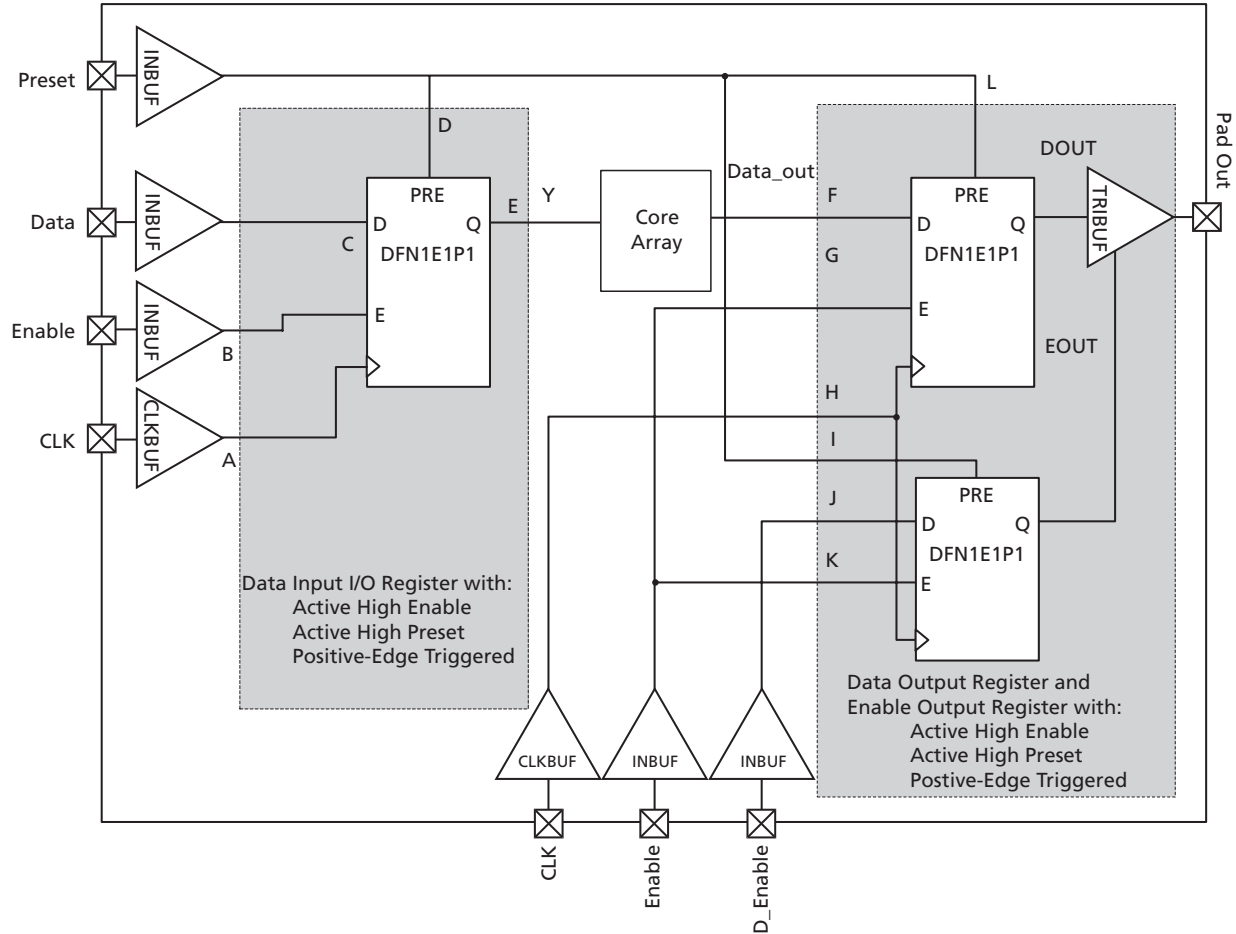 Preset
INBUF
D
L
Data
INBUF
C
PRE
D
Q
DFN1E1P1
E
E
Y
Core
Array
Data_out
F
G
PRE
D
Q
DFN1E1P1
E
DOUT
TRIBUF
Pad Out
EOUT
Enable
INBUF
B
CLK
CLKBUF
A
H
I
J
K
PRE
D
Q
DFN1E1P1
E
Data Input I/O Register with:
Active High Enable
Active High Preset
Positive-Edge Triggered
Data Output Register and
Enable Output Register with:
Active High Enable
Active High Preset
Postive-Edge Triggered
CLKBUF
INBUF
INBUF
CLK
Enable
D_Enable